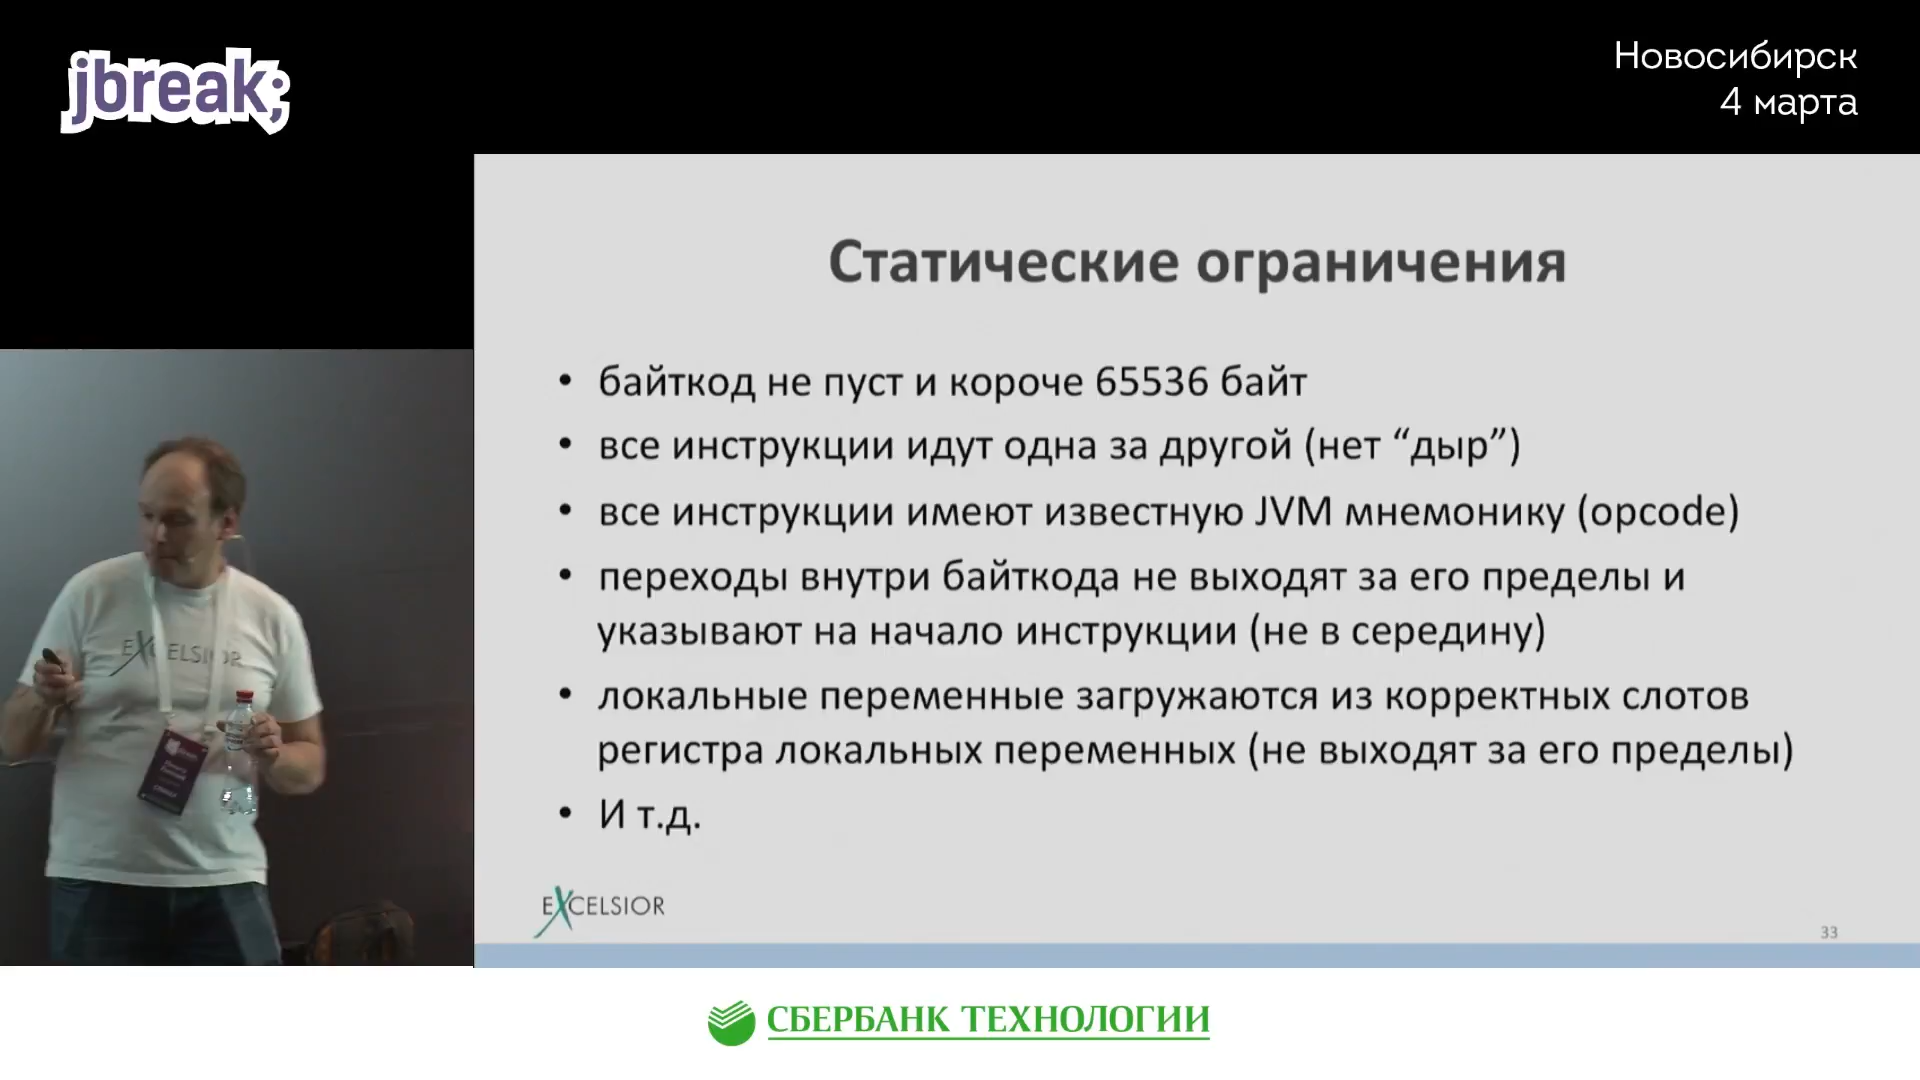 jbreak;
Новосибирск
4 марта
Статические ограничения
• байткод не пуст и короче 65536 байт
• все инструкции идут одна за другой (нет “дыр”)
• все инструкции имеют известную JVM мнемонику (opcode)
• переходы внутри байткода не выходят за его пределы и
указывают на начало инструкции (не в середину)
• локальные переменные загружаются из корректных слотов
регистра локальных переменных (не выходят за его пределы)
• И т.д.
EXCELSIOR
33
EXCELSIOR
СБЕРБАНК ТЕХНОЛОГИИ